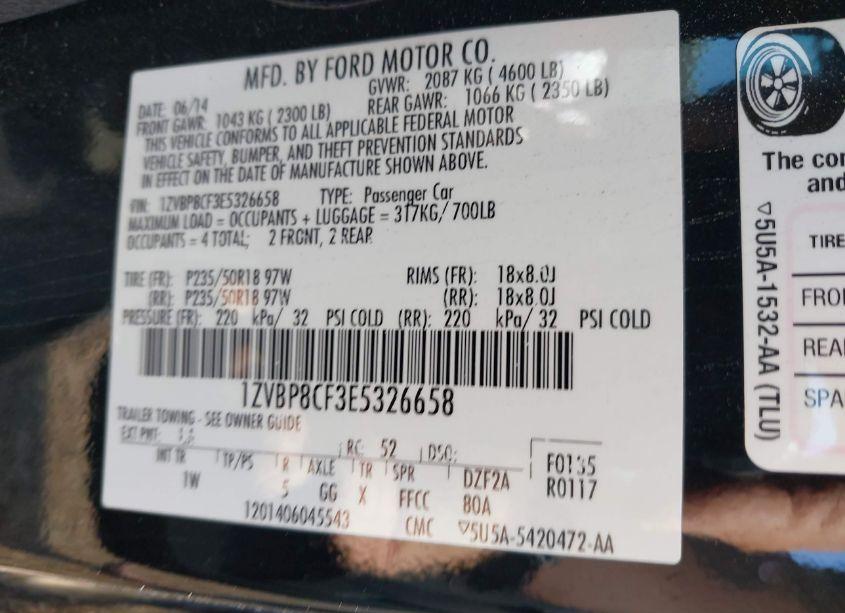 MFD. BY FORD MOTOR CO.
DATE: 06/14 GVWR: 2087 KG ( 4600 LB)
FRONT GAWR: 1043 KG ( 2300 LB) REAR GAWR: 1066 KG ( 2350 LB)
THIS VEHICLE CONFORMS TO ALL APPLICABLE FEDERAL MOTOR
VEHICLE SAFETY, BUMPER, AND THEFT PREVENTION STANDARDS
IN EFFECT ON THE DATE OF MANUFACTURE SHOWN ABOVE.
VIN: 1ZVBP8CF3E5326658 TYPE: Passenger Car
MAXIMUM LOAD = OCCUPANTS + LUGGAGE = 317KG/ 700LB
OCCUPANTS = 4 TOTAL; 2 FRONT, 2 REAR
TIRE (FR): P235/50R18 97W RIMS (FR): 18x8.0J
(RR): P235/50R18 97W (RR): 18x8.0J
PRESSURE (FR): 220 kPa/ 32 PSI COLD (RR): 220 kPa/ 32 PSI COLD
1ZVBP8CF3E5326658
TRAILER TOWING - SEE OWNER GUIDE
EXT PNT: RC: 52 DSO:
INT TR TP/PS R AXLE TR SPR DZF2A F0135
1W 5 GG X FFCC 80A R0117
1201406045543 CMC ▽5U5A-5420472-AA
The con
and
▽5U5A-1532-AA (TLU)
TIRE
FRO
REA
SPA